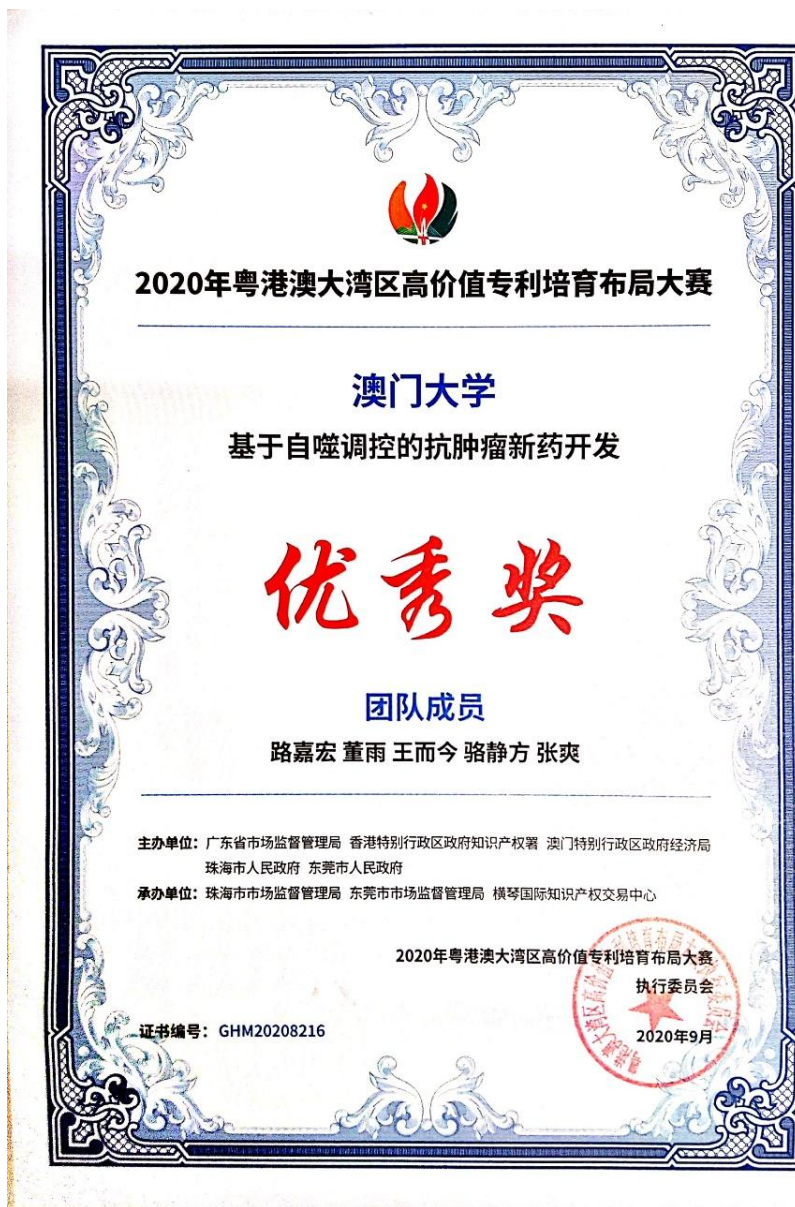 2020年粤港澳大湾区高价值专利培育布局大赛
澳门大学
基于自噬调控的抗肿瘤新药开发
优秀奖
团队成员
路嘉宏 董雨 王而今 骆静方 张爽
主办单位：广东省市场监督管理局 香港特别行政区政府知识产权署 澳门特别行政区政府经济局
珠海市人民政府 东莞市人民政府
承办单位：珠海市市场监督管理局 东莞市市场监督管理局 横琴国际知识产权交易中心
2020年粤港澳大湾区高价值专利培育布局大赛
执行委员会
证书编号：GHM20208216
2020年9月